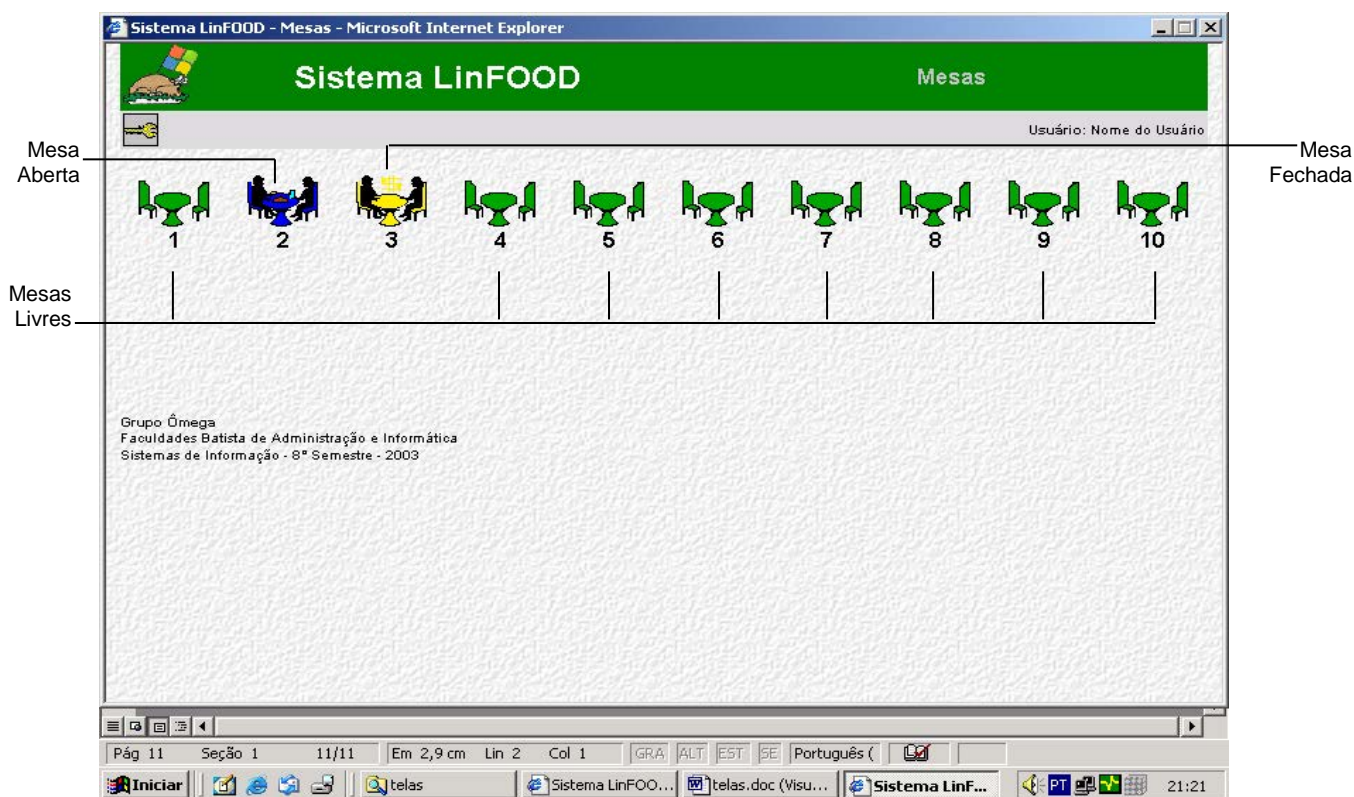 Sistema LinFOOD - Mesas - Microsoft Internet Explorer
Sistema LinFOOD
Mesas
Usuário: Nome do Usuário
Mesa
Aberta
Mesa
Fechada
1 2 3 4 5 6 7 8 9 10
Mesas
Livres
Grupo Ômega
Faculdades Batista de Administração e Informática
Sistemas de Informação - 8º Semestre - 2003
Pág 11 Seção 1 11/11 Em 2,9 cm Lin 2 Col 1 GRA ALT EST SE Português (
Iniciar telas Sistema LinFOO... telas.doc (Visu... Sistema LinF... PT 21:21